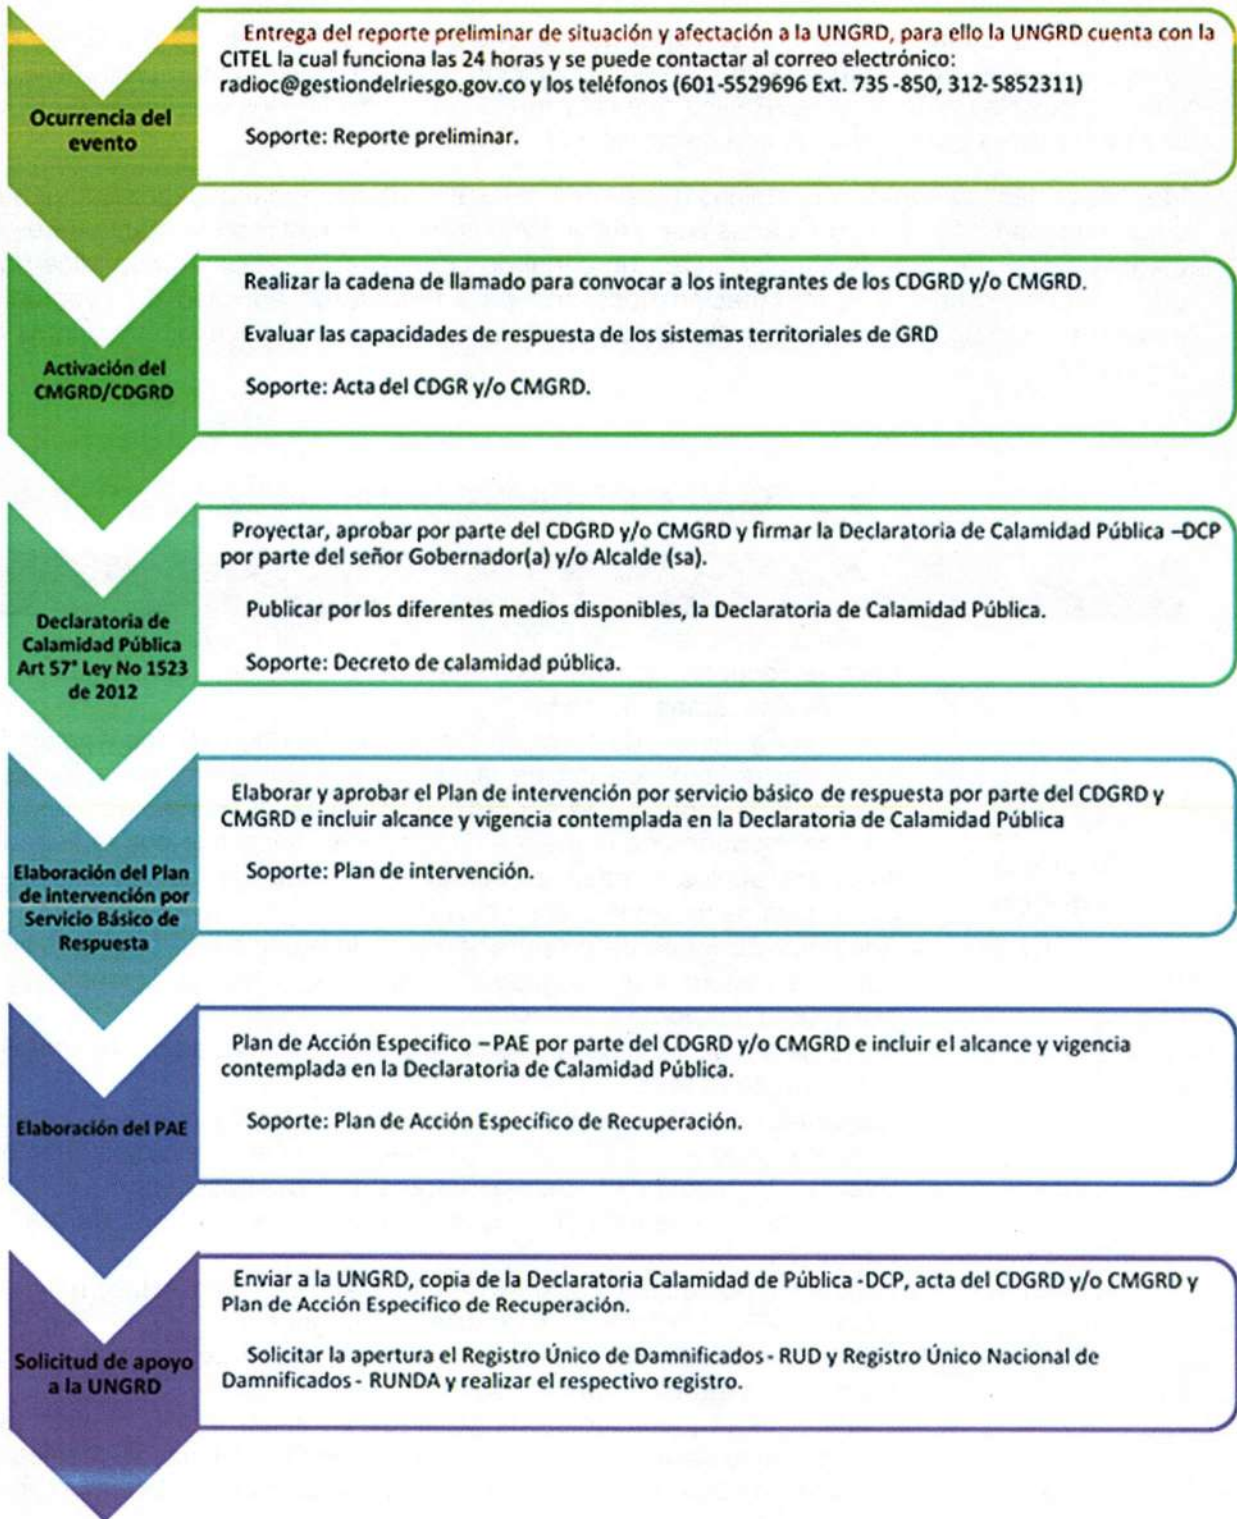 Ocurrencia del
evento
Entrega del reporte preliminar de situación y afectación a la UNGRD, para ello la UNGRD cuenta con la
CITEL la cual funciona las 24 horas y se puede contactar al correo electrónico:
radioc@gestiondelriesgo.gov.co y los teléfonos (601-5529696 Ext. 735 -850, 312- 5852311)
Soporte: Reporte preliminar.
Activación del
CMGRD/CDGRD
Realizar la cadena de llamado para convocar a los integrantes de los CDGRD y/o CMGRD.
Evaluar las capacidades de respuesta de los sistemas territoriales de GRD
Soporte: Acta del CDGR y/o CMGRD.
Declaratoria de
Calamidad Pública
Art 57° Ley No 1523
de 2012
Proyectar, aprobar por parte del CDGRD y/o CMGRD y firmar la Declaratoria de Calamidad Pública –DCP
por parte del señor Gobernador(a) y/o Alcalde (sa).
Publicar por los diferentes medios disponibles, la Declaratoria de Calamidad Pública.
Soporte: Decreto de calamidad pública.
Elaboración del Plan
de intervención por
Servicio Básico de
Respuesta
Elaborar y aprobar el Plan de intervención por servicio básico de respuesta por parte del CDGRD y
CMGRD e incluir alcance y vigencia contemplada en la Declaratoria de Calamidad Pública
Soporte: Plan de intervención.
Elaboración del PAE
Plan de Acción Especifico – PAE por parte del CDGRD y/o CMGRD e incluir el alcance y vigencia
contemplada en la Declaratoria de Calamidad Pública.
Soporte: Plan de Acción Específico de Recuperación.
Solicitud de apoyo
a la UNGRD
Enviar a la UNGRD, copia de la Declaratoria Calamidad de Pública -DCP, acta del CDGRD y/o CMGRD y
Plan de Acción Especifico de Recuperación.
Solicitar la apertura el Registro Único de Damnificados - RUD y Registro Único Nacional de
Damnificados - RUNDA y realizar el respectivo registro.